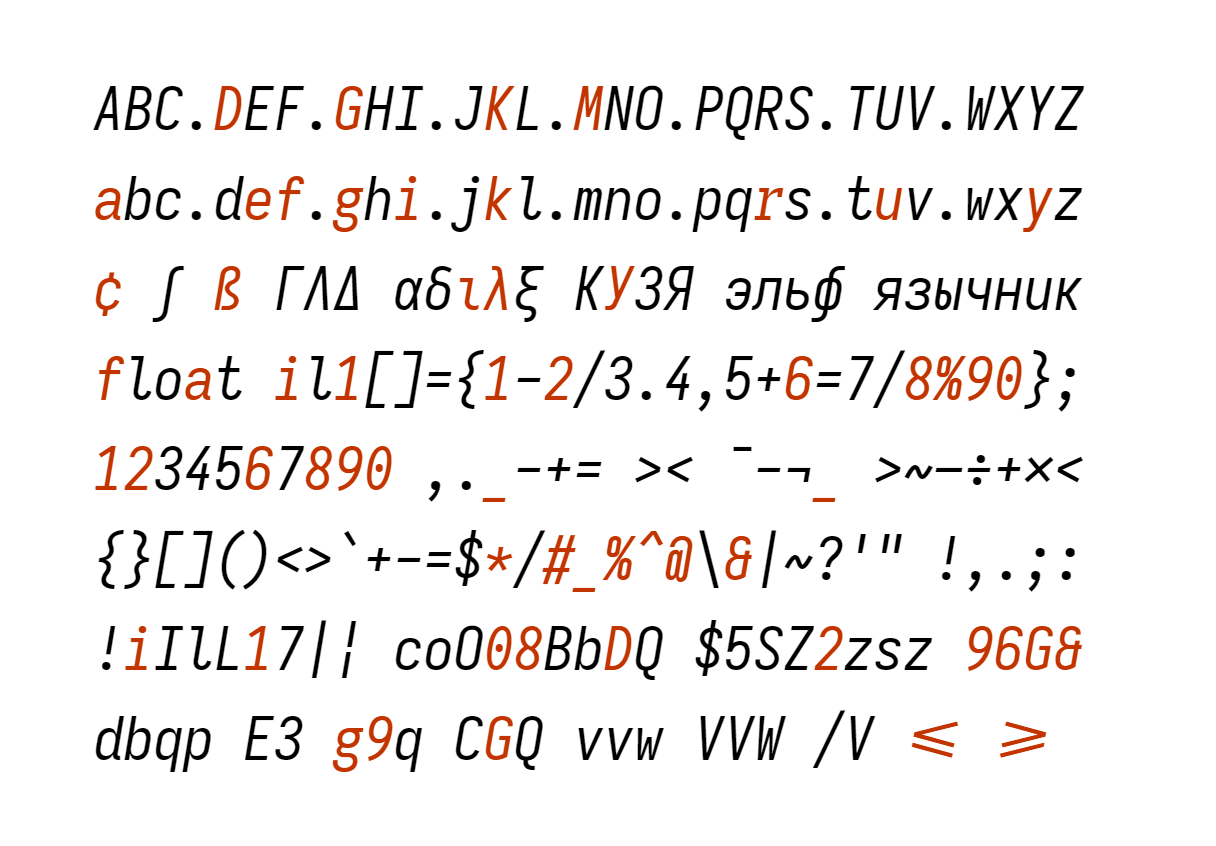 ABC.DEF.GHI.JKL.MNO.PQRS.TUV.WXYZ
abc.def.ghi.jkl.mno.pqrs.tuv.wxyz
¢ ∫ ß ΓΛΔ αδιλξ КУЗЯ эльф язычник
float il1[]={1-2/3.4,5+6=7/8%90};
1234567890 ,._-+= >< ¯-¬_ >~–÷+×<
{}[]()<>`+-=$*/#_%^@\&|~?'" !,.;:
!iIlL17|¦ coO08BbDQ $5SZ2zsz 96G&
dbqp E3 g9q CGQ vvw VVW /V ⩽ ⩾